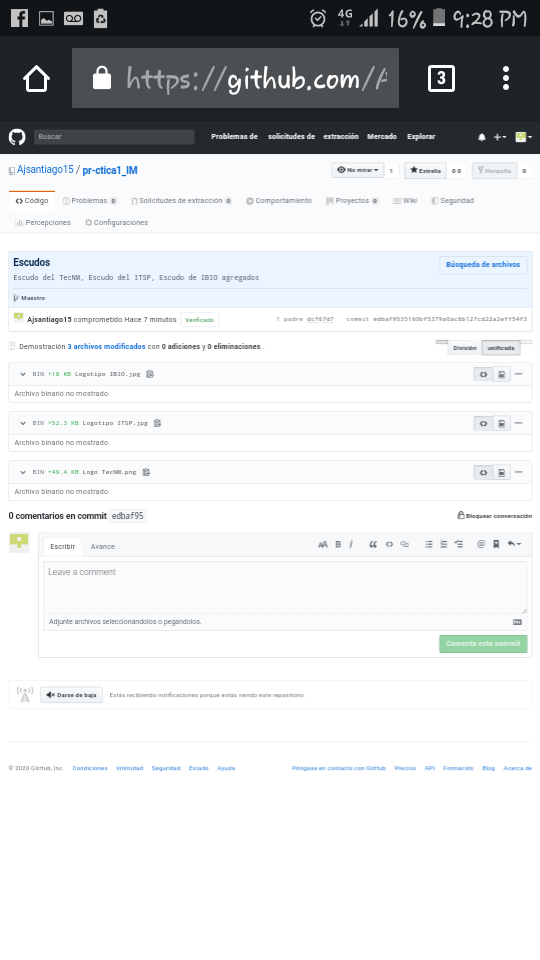 4G 16% 9:28 PM
https://github.com/A
3
Buscar Problemas de solicitudes de extracción Mercado Explorar
Ajsantiago15 / pr-ctica1_IM No mirar 1 Estrella 0 0 Horquilla 0
Código Problemas 0 Solicitudes de extracción 0 Comportamiento Proyectos 0 Wiki Seguridad
Percepciones Configuraciones
Escudos Búsqueda de archivos
Escudo del TecNM, Escudo del ITSP, Escudo de IBIO agregados
Maestro
Ajsantiago15 comprometido Hace 7 minutos Verificado 1 padre dcf67d7 commit
Demostración 3 archivos modificados con 0 adiciones y 0 eliminaciones . División unificada
BIN +18 KB Logotipo IBIO.jpg
Archivo binario no mostrado.
BIN +52.3 KB Logotipo ITSP.jpg
Archivo binario no mostrado.
BIN +49.4 KB Logo TecNM.png
Archivo binario no mostrado.
0 comentarios en commit edbaf95 Bloquear conversación
Escribir Avance AA B i
Leave a comment
Adjunte archivos seleccionándolos o pegándolos.
Comenta este commit
Darse de baja Estás recibiendo notificaciones porque estás viendo este repositorio.
© 2020 GitHub, Inc. Condiciones Intimidad Seguridad Estado Ayuda Póngase en contacto con GitHub Precios API Formación Blog Acerca de